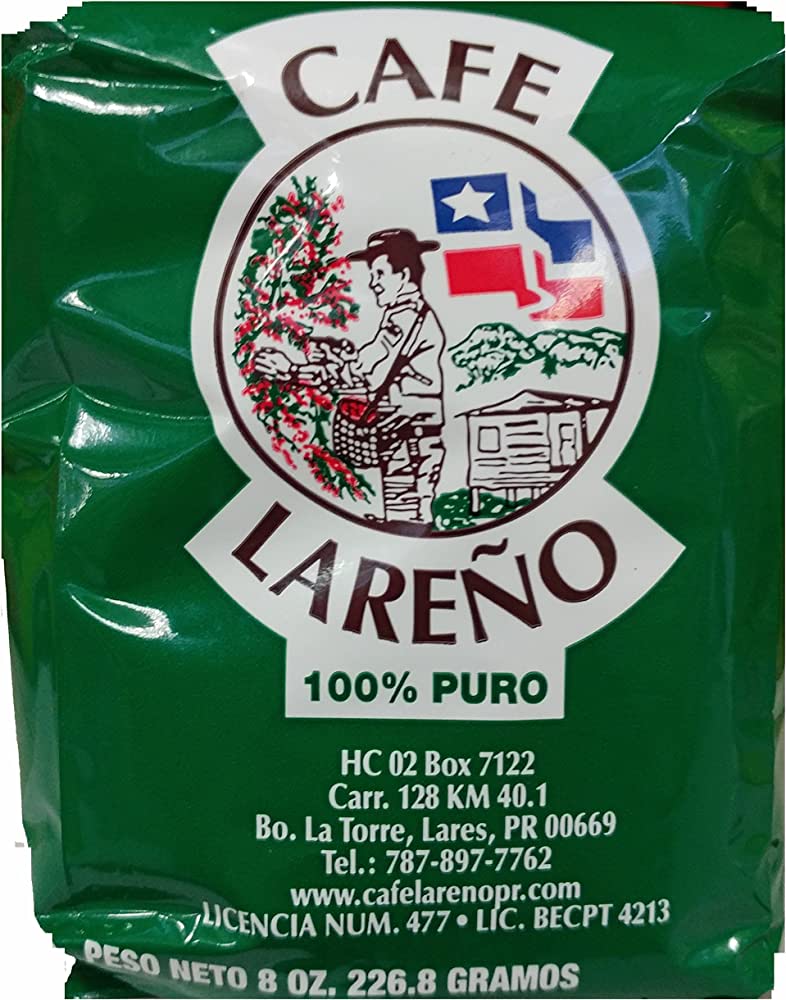 CAFE
LAREÑO
100% PURO
HC 02 Box 7122
Carr. 128 KM 40.1
Bo. La Torre, Lares, PR 00669
Tel.: 787-897-7762
www.cafelarenopr.com
LICENCIA NUM. 477 • LIC. BECPT 4213
PESO NETO 8 OZ. 226.8 GRAMOS